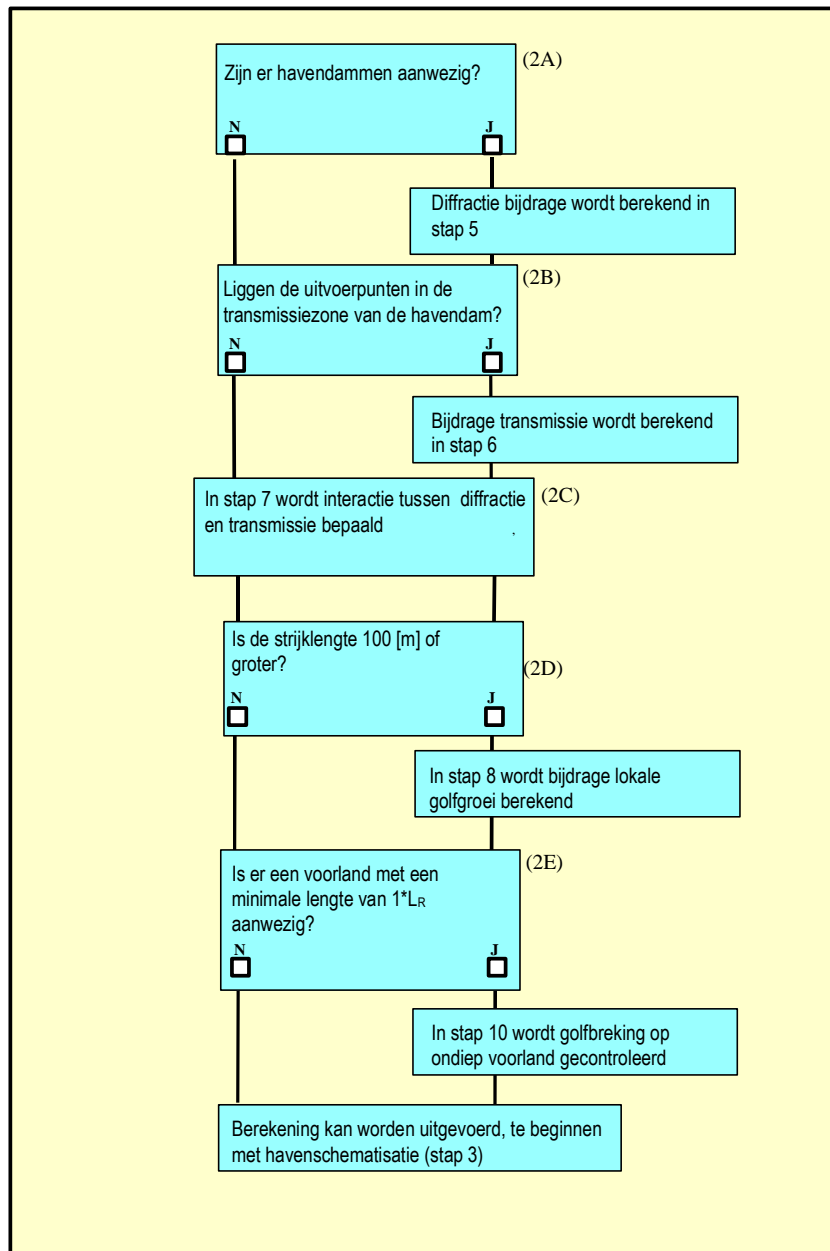 Zijn er havendammen aanwezig?
(2A)
N J
Diffractie bijdrage wordt berekend in
stap 5
(2B)
Liggen de uitvoerpunten in de
transmissiezone van de havendam?
N J
Bijdrage transmissie wordt berekend
in stap 6
In stap 7 wordt interactie tussen diffractie
en transmissie bepaald ,
(2C)
Is de strijklengte 100 [m] of
groter?
(2D)
N J
In stap 8 wordt bijdrage lokale
golfgroei berekend
(2E)
Is er een voorland met een
minimale lengte van 1*LR
aanwezig?
N J
In stap 10 wordt golfbreking op
ondiep voorland gecontroleerd
Berekening kan worden uitgevoerd, te beginnen
met havenschematisatie (stap 3)